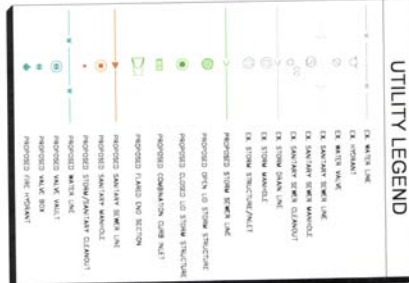 UTILITY LEGEND
EX. WATER LINE
EX. HYDRANT
EX. WATER VALVE
EX. SANITARY SEWER LINE
EX. SANITARY SEWER MANHOLE
EX. SANITARY SEWER CLEANOUT
EX. STORM DRAIN LINE
EX. STORM MANHOLE
EX. STORM STRUCTURE/INLET
PROPOSED STORM SEWER LINE
PROPOSED OPEN LID STORM STRUCTURE
PROPOSED CLOSED LID STORM STRUCTURE
PROPOSED COMBINATION CURB INLET
PROPOSED FLARED END SECTION
PROPOSED SANITARY SEWER LINE
PROPOSED SANITARY MANHOLE
PROPOSED STORM/SANITARY CLEANOUT
PROPOSED WATER LINE
PROPOSED VALVE VAULT
PROPOSED VALVE BOX
PROPOSED FIRE HYDRANT